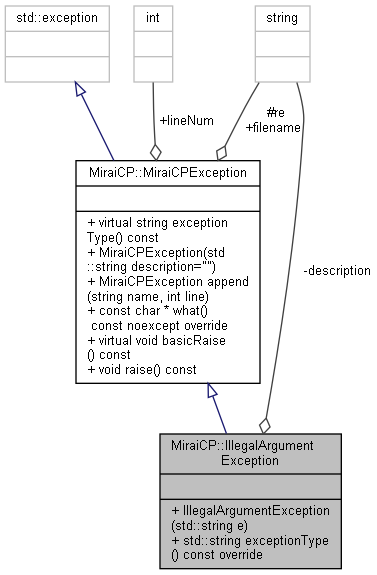 std::exception
int
string
+lineNum
#re
+filename
MiraiCP::MiraiCPException
+ virtual string exception
Type() const
+ MiraiCPException(std
::string description="")
+ MiraiCPException append
(string name, int line)
+ const char * what()
const noexcept override
+ virtual void basicRaise
() const
+ void raise() const
-description
MiraiCP::IllegalArgument
Exception
+ IllegalArgumentException
(std::string e)
+ std::string exceptionType
() const override